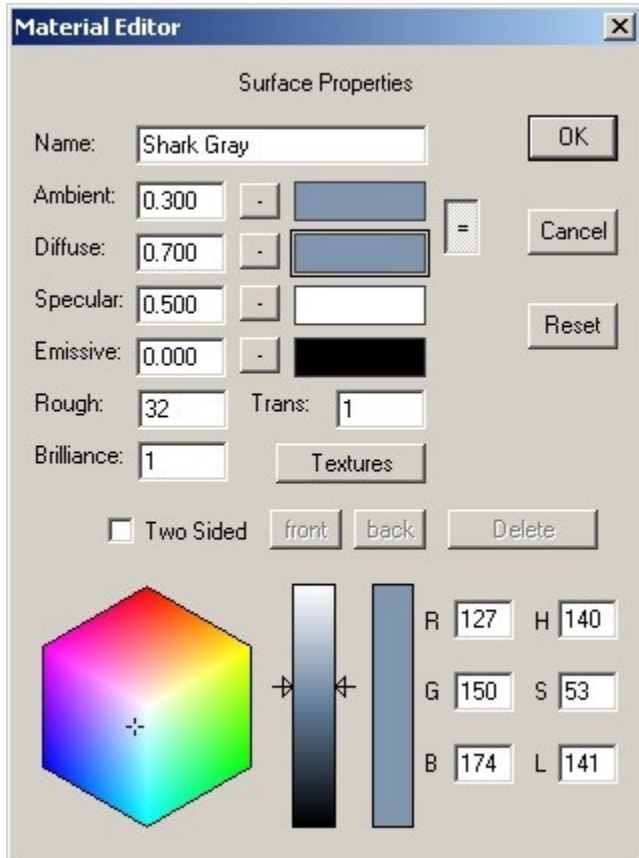 Material Editor
Surface Properties
Name: Shark Gray OK
Ambient: 0.300 -
Diffuse: 0.700 - = Cancel
Specular: 0.500 -
Reset
Emissive: 0.000 -
Rough: 32 Trans: 1
Brilliance: 1 Textures
Two Sided front back Delete
R 127 H 140
G 150 S 53
B 174 L 141